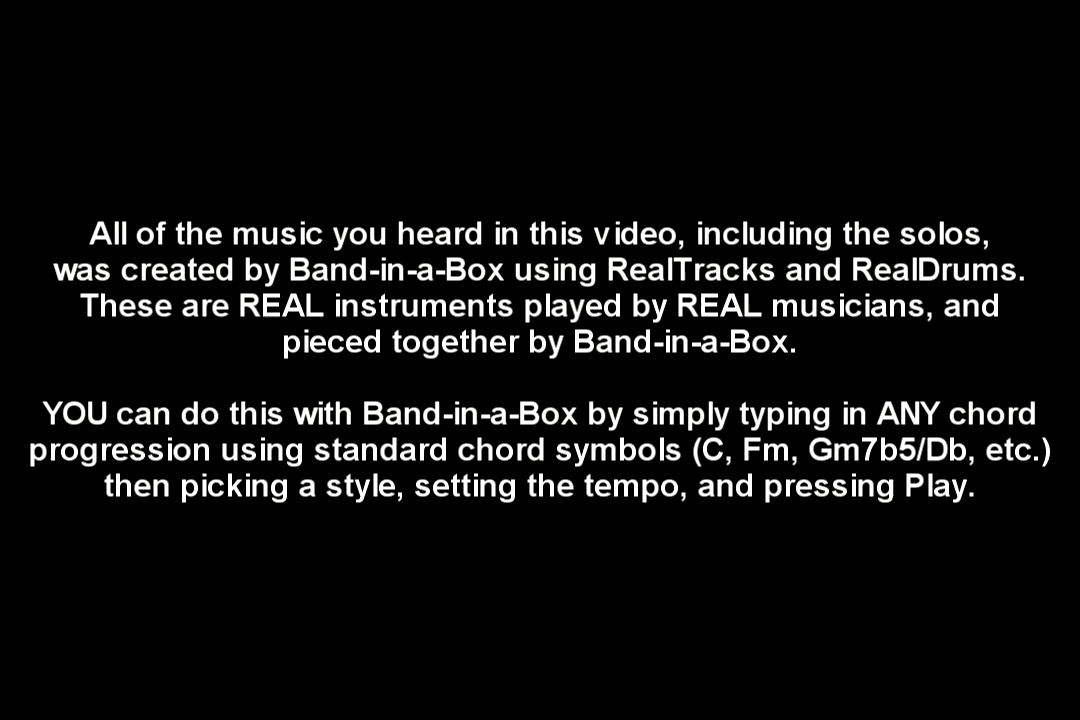 All of the music you heard in this video, including the solos,
was created by Band-in-a-Box using RealTracks and RealDrums.
These are REAL instruments played by REAL musicians, and
pieced together by Band-in-a-Box.
YOU can do this with Band-in-a-Box by simply typing in ANY chord
progression using standard chord symbols (C, Fm, Gm7b5/Db, etc.)
then picking a style, setting the tempo, and pressing Play.